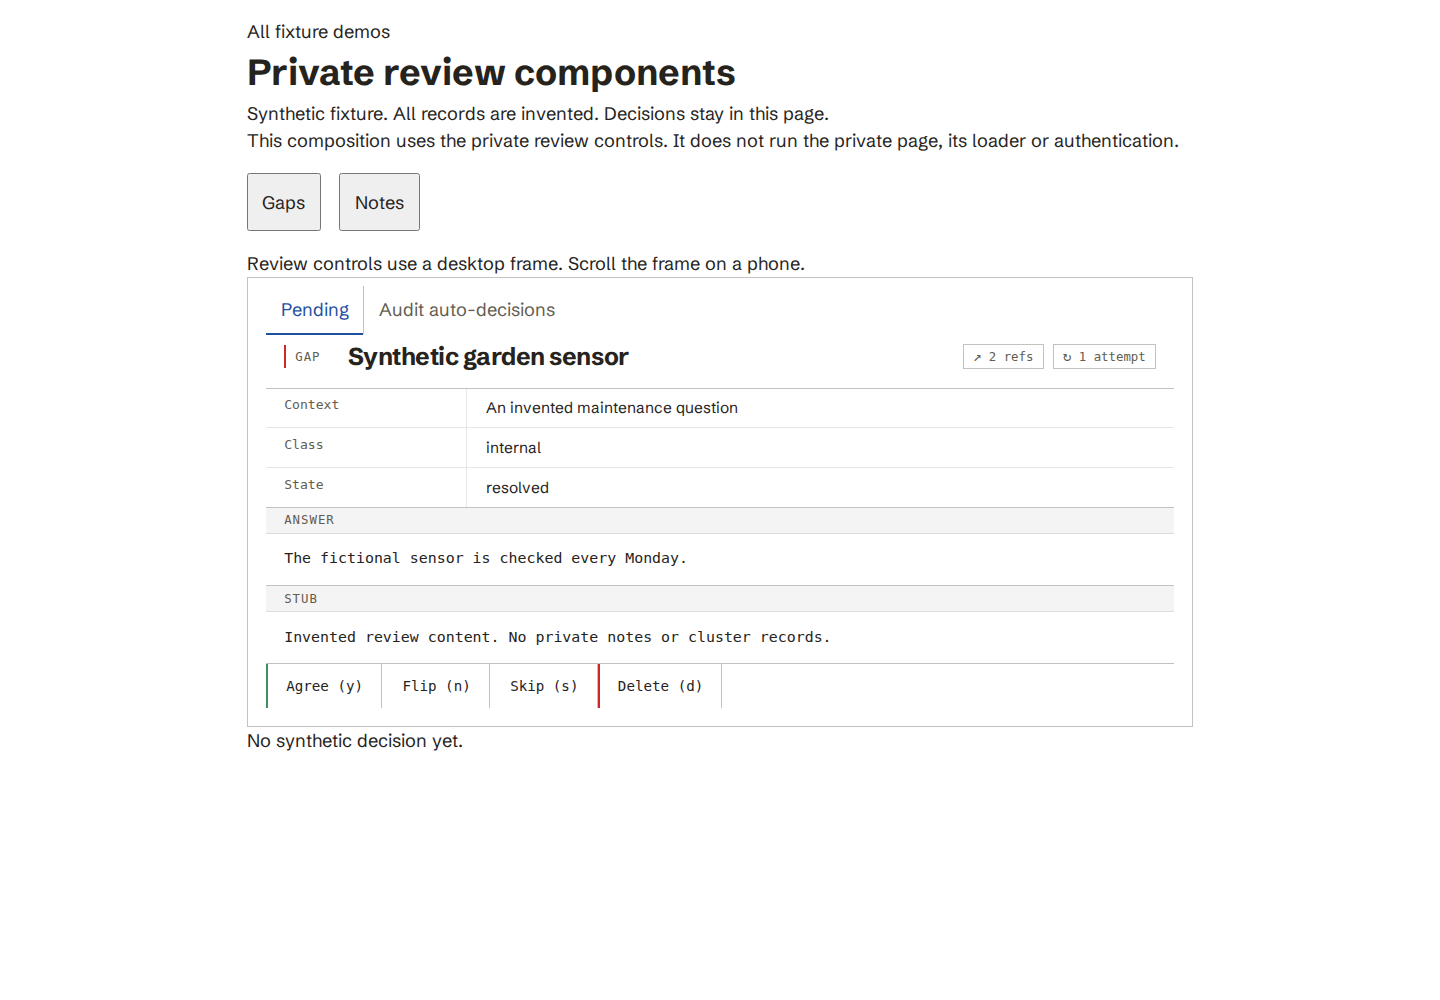 All fixture demos
Private review components
Synthetic fixture. All records are invented. Decisions stay in this page.
This composition uses the private review controls. It does not run the private page, its loader or authentication.
Gaps Notes
Review controls use a desktop frame. Scroll the frame on a phone.
Pending Audit auto-decisions
GAP Synthetic garden sensor ↗ 2 refs ↻ 1 attempt
Context An invented maintenance question
Class internal
State resolved
ANSWER
The fictional sensor is checked every Monday.
STUB
Invented review content. No private notes or cluster records.
Agree (y) Flip (n) Skip (s) Delete (d)
No synthetic decision yet.